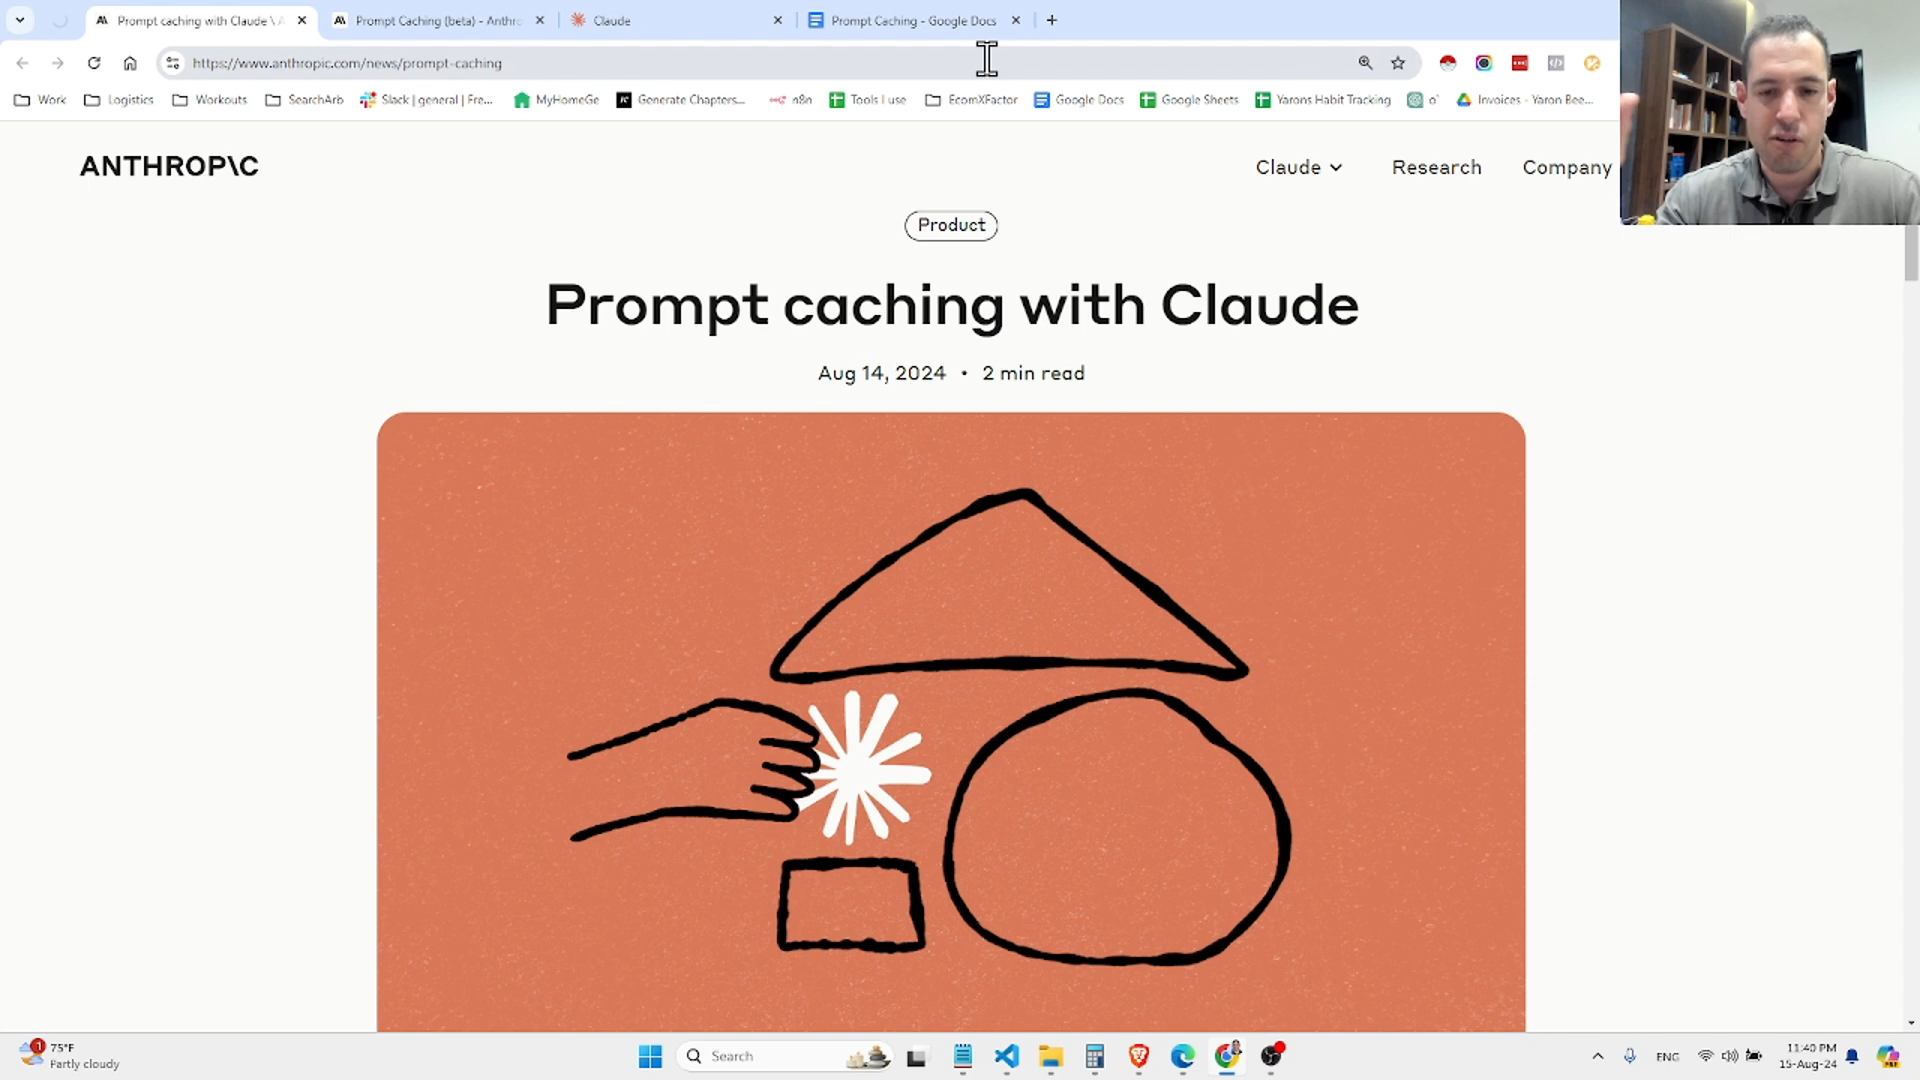 Prompt caching with Claude \ A
Prompt Caching (beta) - Anthro
Claude
Prompt Caching - Google Docs
https://www.anthropic.com/news/prompt-caching
Work
Logistics
Workouts
SearchArb
Slack | general | Fre...
MyHomeGe
Generate Chapters...
n8n
Tools I use
EcomXFactor
Google Docs
Google Sheets
Yarons Habit Tracking
Invoices - Yaron Bee...
ANTHROP\C
Claude
Research
Company
Product
Prompt caching with Claude
Aug 14, 2024 • 2 min read
1
75°F
Partly cloudy
Search
ENG
11:40 PM
15-Aug-24